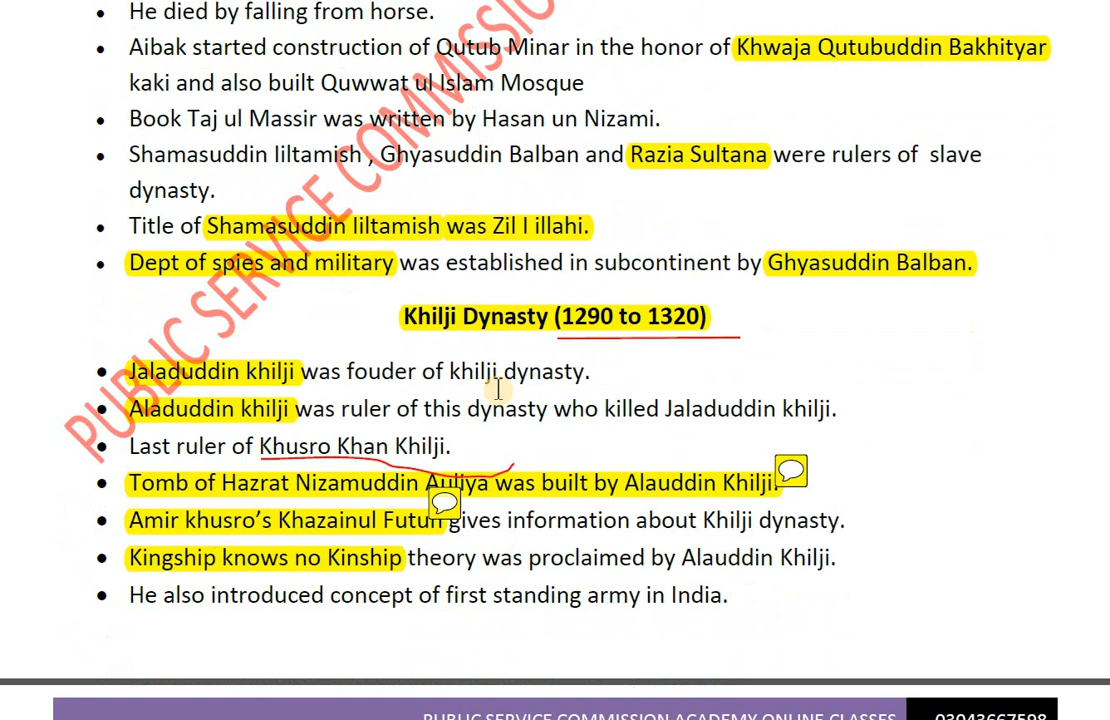 He died by falling from horse.
Aibak started construction of Qutub Minar in the honor of Khwaja Qutubuddin Bakhityar
kaki and also built Quwwat ul Islam Mosque
Book Taj ul Massir was written by Hasan un Nizami.
Shamasuddin Iiltamish , Ghyasuddin Balban and Razia Sultana were rulers of slave
dynasty.
Title of Shamasuddin Iiltamish was Zil I illahi.
Dept of spies and military was established in subcontinent by Ghyasuddin Balban.
Khilji Dynasty (1290 to 1320)
Jaladuddin khilji was fouder of khilji dynasty.
Aladuddin khilji was ruler of this dynasty who killed Jaladuddin khilji.
Last ruler of Khusro Khan Khilji.
Tomb of Hazrat Nizamuddin Auliya was built by Alauddin Khilji.
Amir khusro's Khazainul Futuh gives information about Khilji dynasty.
Kingship knows no Kinship theory was proclaimed by Alauddin Khilji.
He also introduced concept of first standing army in India.
PUBLIC SERVICE COMMISSIO
PUBLIC SERVICE COMMISSION ACADEMY ONLINE CLASSES 03043667598